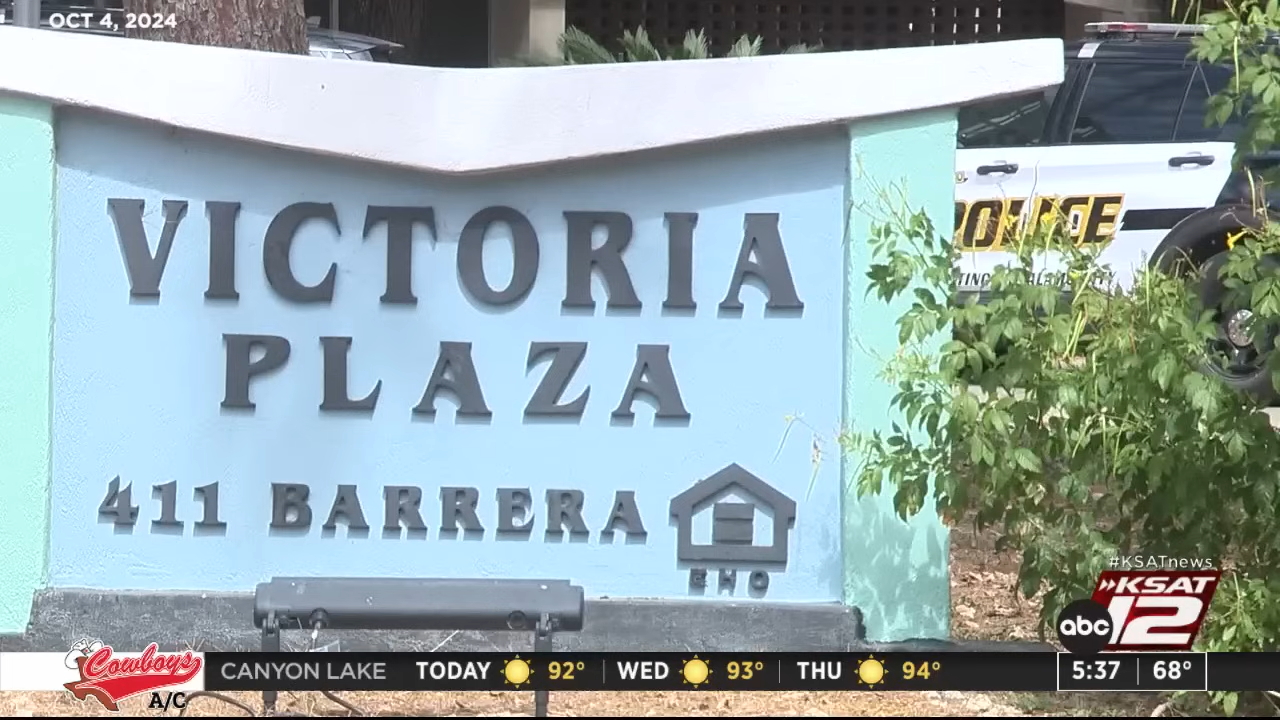 OCT 4, 2024
VICTORIA
PLAZA
411 BARRERA
EHO
POLICE
#KSATnews
KSAT
abc 12
Cowboys
A/C
CANYON LAKE TODAY 92° WED 93° THU 94°
5:37 68°